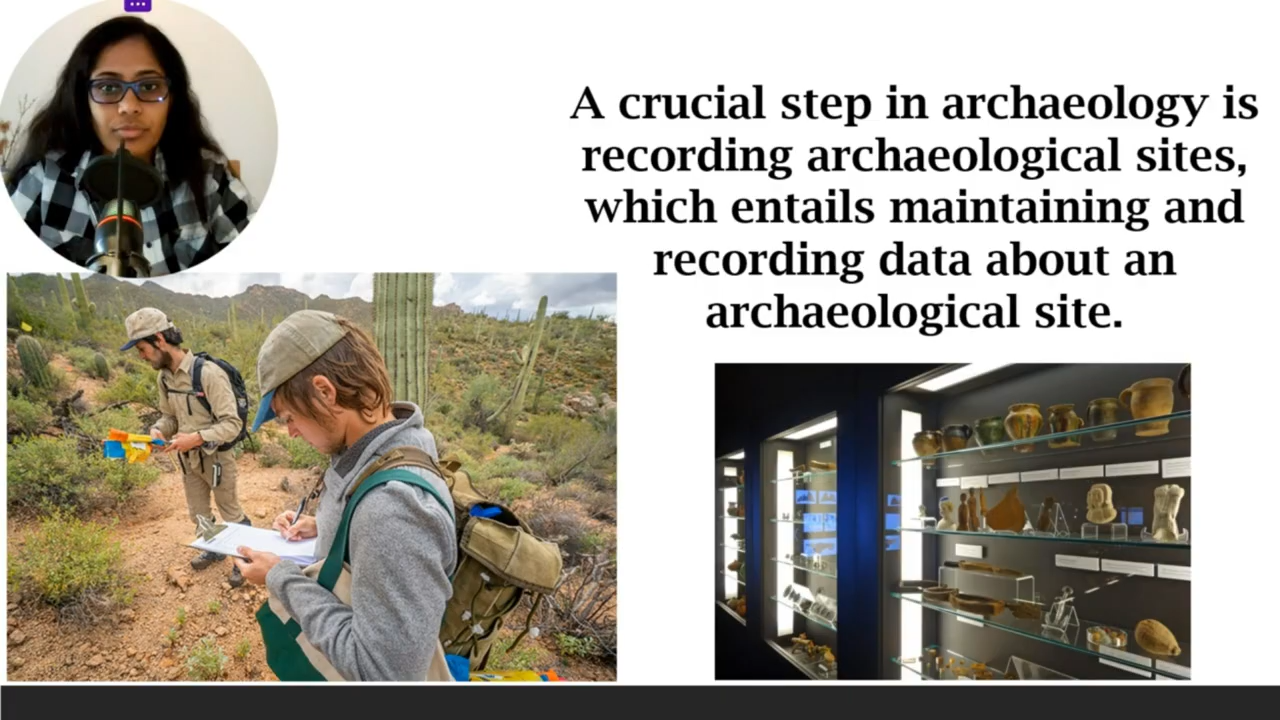 A crucial step in archaeology is
recording archaeological sites,
which entails maintaining and
recording data about an
archaeological site.